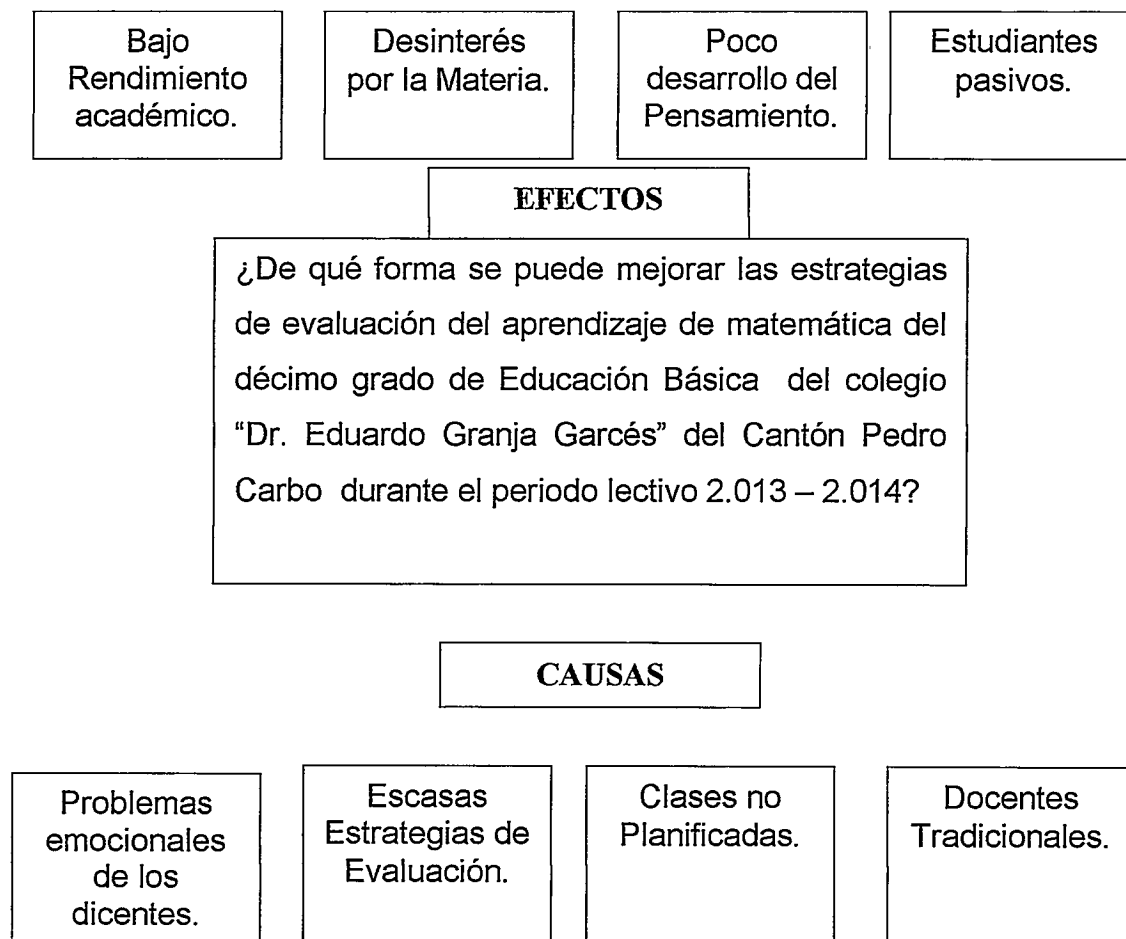 Bajo
Rendimiento
académico.
Desinterés
por la Materia.
Poco
desarrollo del
Pensamiento.
Estudiantes
pasivos.
EFECTOS
¿De qué forma se puede mejorar las estrategias
de evaluación del aprendizaje de matemática del
décimo grado de Educación Básica del colegio
“Dr. Eduardo Granja Garcés” del Cantón Pedro
Carbo durante el periodo lectivo 2.013 – 2.014?
CAUSAS
Problemas
emocionales
de los
dicentes.
Escasas
Estrategias de
Evaluación.
Clases no
Planificadas.
Docentes
Tradicionales.